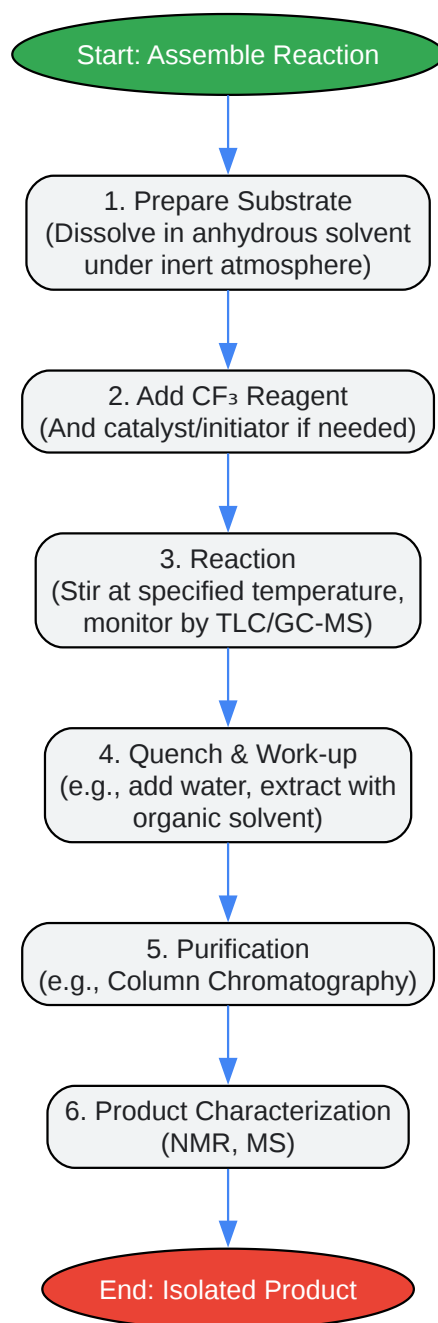 Start: Assemble Reaction
1. Prepare Substrate
(Dissolve in anhydrous solvent
under inert atmosphere)
2. Add CF₃ Reagent
(And catalyst/initiator if needed)
3. Reaction
(Stir at specified temperature,
monitor by TLC/GC-MS)
4. Quench & Work-up
(e.g., add water, extract with
organic solvent)
5. Purification
(e.g., Column Chromatography)
6. Product Characterization
(NMR, MS)
End: Isolated Product